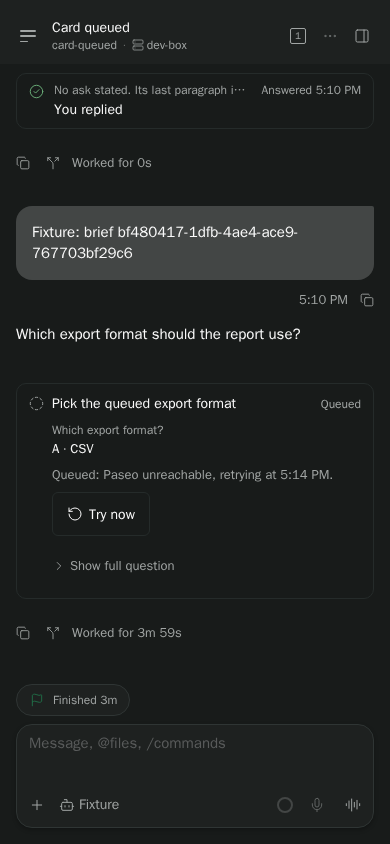 Card queued
card-queued · dev-box
1
No ask stated. Its last paragraph i··· Answered 5:10 PM
You replied
Worked for 0s
Fixture: brief bf480417-1dfb-4ae4-ace9-
767703bf29c6
5:10 PM
Which export format should the report use?
Pick the queued export format Queued
Which export format?
A · CSV
Queued: Paseo unreachable, retrying at 5:14 PM.
Try now
Show full question
Worked for 3m 59s
Finished 3m
Message, @files, /commands
Fixture